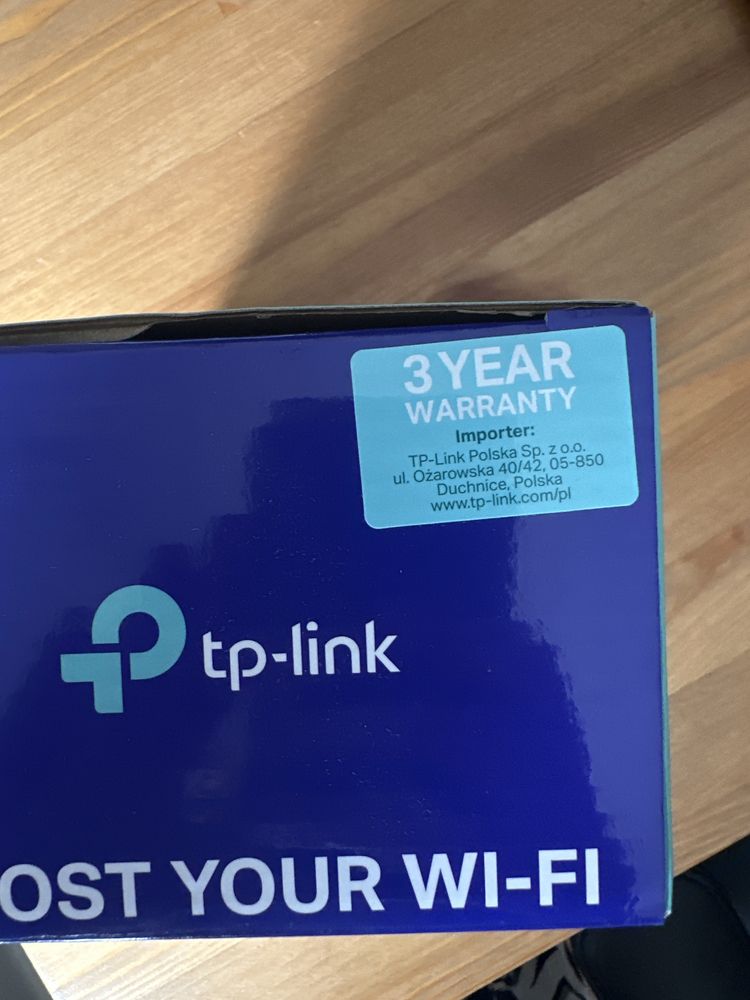 3 YEAR
WARRANTY
Importer:
TP-Link Polska Sp. z o.o.
ul. Ożarowska 40/42, 05-850
Duchnice, Polska
www.tp-link.com/pl
tp-link
OST YOUR WI-FI